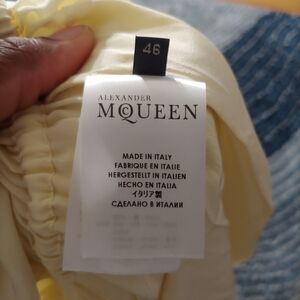 46
ALEXANDER
MCQUEEN
MADE IN ITALY
FABRIQUE EN ITALIE
HERGESTELLT IN ITALIEN
HECHO EN ITALIA
イタリア製
СДЕЛАНО В ИТАЛИИ